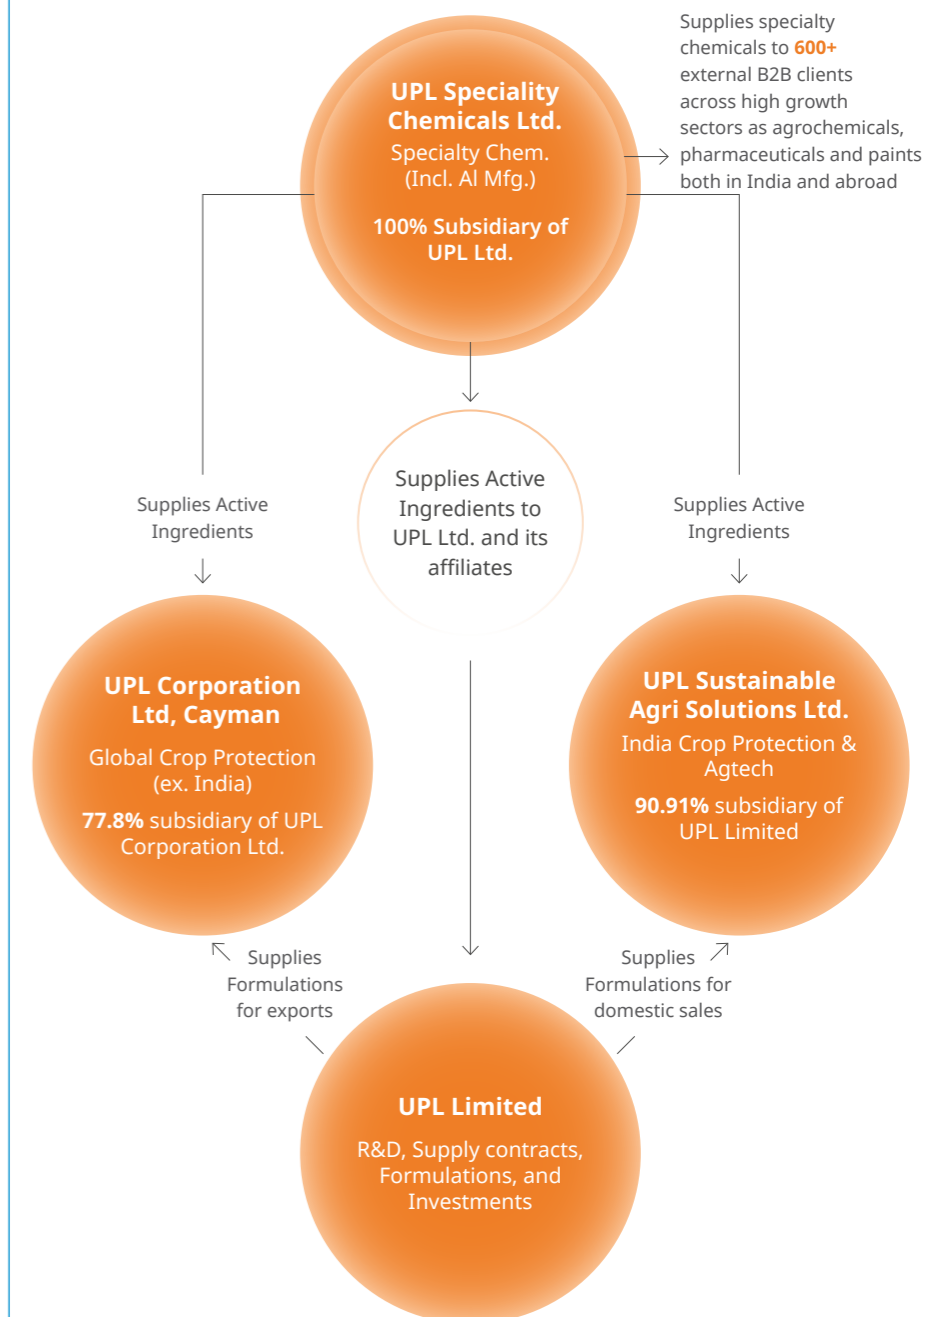 UPL Speciality
Chemicals Ltd.
Specialty Chem.
(Incl. Al Mfg.)
100% Subsidiary of
UPL Ltd.
Supplies specialty
chemicals to 600+
external B2B clients
across high growth
sectors as agrochemicals,
pharmaceuticals and paints
both in India and abroad
Supplies Active
Ingredients
Supplies Active
Ingredients to
UPL Ltd. and its
affiliates
Supplies Active
Ingredients
UPL Corporation
Ltd, Cayman
Global Crop Protection
(ex. India)
77.8% subsidiary of UPL
Corporation Ltd.
UPL Sustainable
Agri Solutions Ltd.
India Crop Protection &
Agtech
90.91% subsidiary of
UPL Limited
Supplies
Formulations
for exports
Supplies
Formulations for
domestic sales
UPL Limited
R&D, Supply contracts,
Formulations, and
Investments